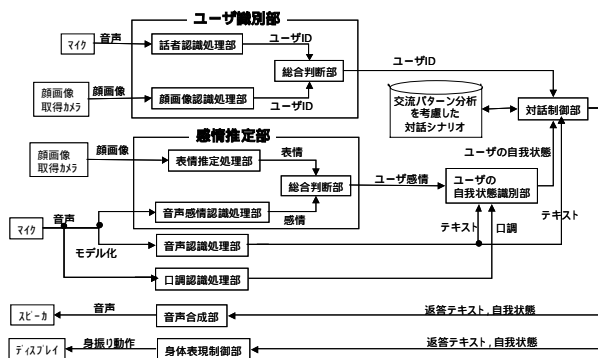 ユーザ識別部
マイク
音声
話者認識処理部
ユーザID
総合判断部
ユーザID
顔画像
取得カメラ
顔画像
顔画像認識処理部
ユーザID
交流パターン分析
を考慮した
対話シナリオ
対話制御部
感情推定部
顔画像
取得カメラ
顔画像
表情推定処理部
表情
総合判断部
ユーザ感情
ユーザの
自我状態識別部
ユーザの自我状態
音声感情認識処理部
感情
マイク
音声
モデル化
音声認識処理部
テキスト
口調
テキスト
口調認識処理部
スピーカ
音声
音声合成部
返答テキスト,自我状態
ディスプレイ
身振り動作
身体表現制御部
返答テキスト,自我状態